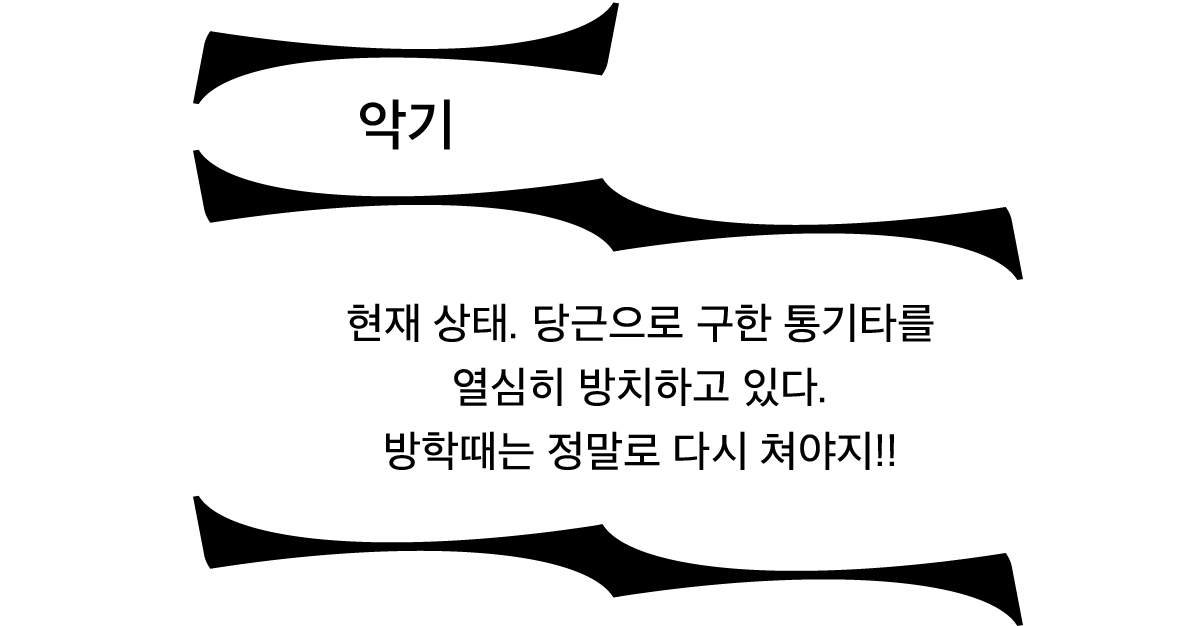 악기
현재 상태. 당근으로 구한 통기타를
열심히 방치하고 있다.
방학때는 정말로 다시 쳐야지!!